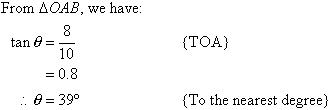 From ΔOAB, we have:
tan θ = 8/10 {TOA}
= 0.8
∴ θ = 39° {To the nearest degree}